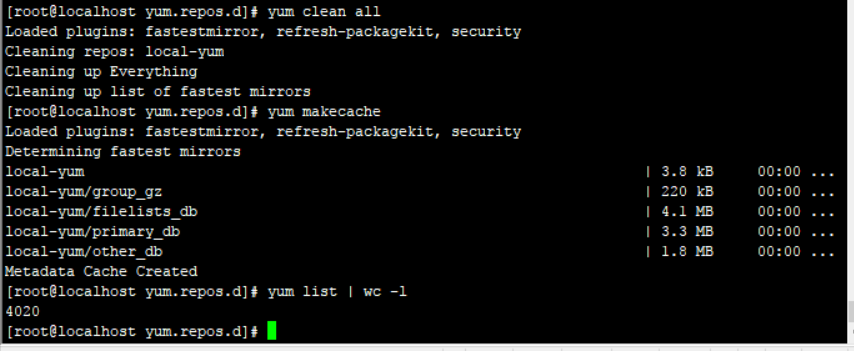 [root@localhost yum.repos.d]# yum clean all
Loaded plugins: fastestmirror, refresh-packagekit, security
Cleaning repos: local-yum
Cleaning up Everything
Cleaning up list of fastest mirrors
[root@localhost yum.repos.d]# yum makecache
Loaded plugins: fastestmirror, refresh-packagekit, security
Determining fastest mirrors
local-yum | 3.8 kB 00:00 ...
local-yum/group_gz | 220 kB 00:00 ...
local-yum/filelists_db | 4.1 MB 00:00 ...
local-yum/primary_db | 3.3 MB 00:00 ...
local-yum/other_db | 1.8 MB 00:00 ...
Metadata Cache Created
[root@localhost yum.repos.d]# yum list | wc -l
4020
[root@localhost yum.repos.d]#